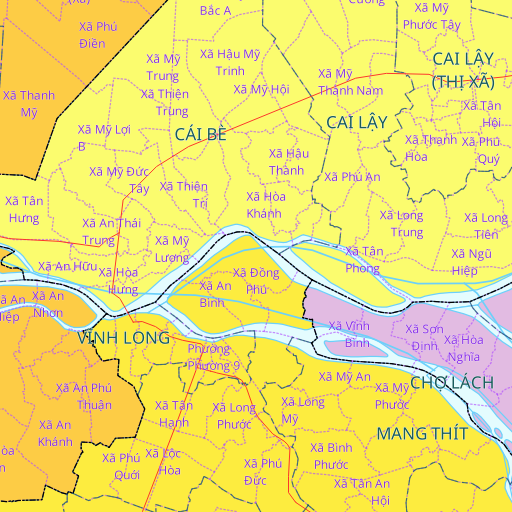 (Xã)
Bắc A
Cường
Xã Mỹ
Phước Tây
Xã Phú
Điền
Xã Mỹ
Trung
Xã Hậu Mỹ
Trinh
CAI LẬY
(THỊ XÃ)
Xã Thanh
Mỹ
Xã Thiện
Trung
Xã Mỹ Hội
Xã Mỹ
Thành Nam
Xã Tân
Hội
Xã Mỹ Lợi
B
CÁI BÈ
CAI LẬY
Xã Thanh
Hòa
Xã Phú
Quý
Xã Hậu
Thành
Xã Mỹ Đức
Tây
Xã Thiện
Trí
Xã Phú An
Xã Tân
Hưng
Xã Hòa
Khánh
Xã An Thái
Trung
Xã Long
Trung
Xã Long
Tiên
Xã Mỹ
Lương
Xã Tân
Phong
Xã Ngũ
Hiệp
Xã An Hữu
Xã Hòa
Hưng
Xã Đồng
Phú
Xã An
Bình
Xã An
Hiệp
Xã An
Nhơn
VĨNH LONG
Xã Vĩnh
Bình
Xã Sơn
Định
Xã Hòa
Nghĩa
Phường
Phường 9
CHỢ LÁCH
Xã An Phú
Thuận
Xã Mỹ An
Xã Mỹ
Phước
Xã Tân
Hạnh
Xã Long
Phước
Xã Long
Mỹ
Xã An
Khánh
MANG THÍT
Xã Phú
Quới
Xã Lộc
Hòa
Xã Bình
Phước
Xã Phú
Đức
Xã Tân An
Hội